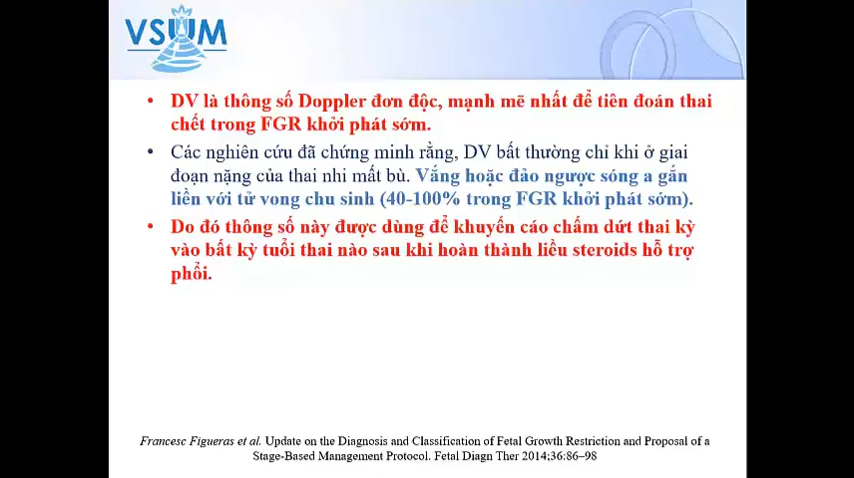 VSUM
• DV là thông số Doppler đơn độc, mạnh mẽ nhất để tiên đoán thai
chết trong FGR khởi phát sớm.
• Các nghiên cứu đã chứng minh rằng, DV bất thường chỉ khi ở giai
đoạn nặng của thai nhi mất bù. Vắng hoặc đảo ngược sóng a gắn
liền với tử vong chu sinh (40-100% trong FGR khởi phát sớm).
• Do đó thông số này được dùng để khuyến cáo chấm dứt thai kỳ
vào bất kỳ tuổi thai nào sau khi hoàn thành liều steroids hỗ trợ
phổi.
Francesc Figueras et al. Update on the Diagnosis and Classification of Fetal Growth Restriction and Proposal of a
Stage-Based Management Protocol. Fetal Diagn Ther 2014;36:86–98